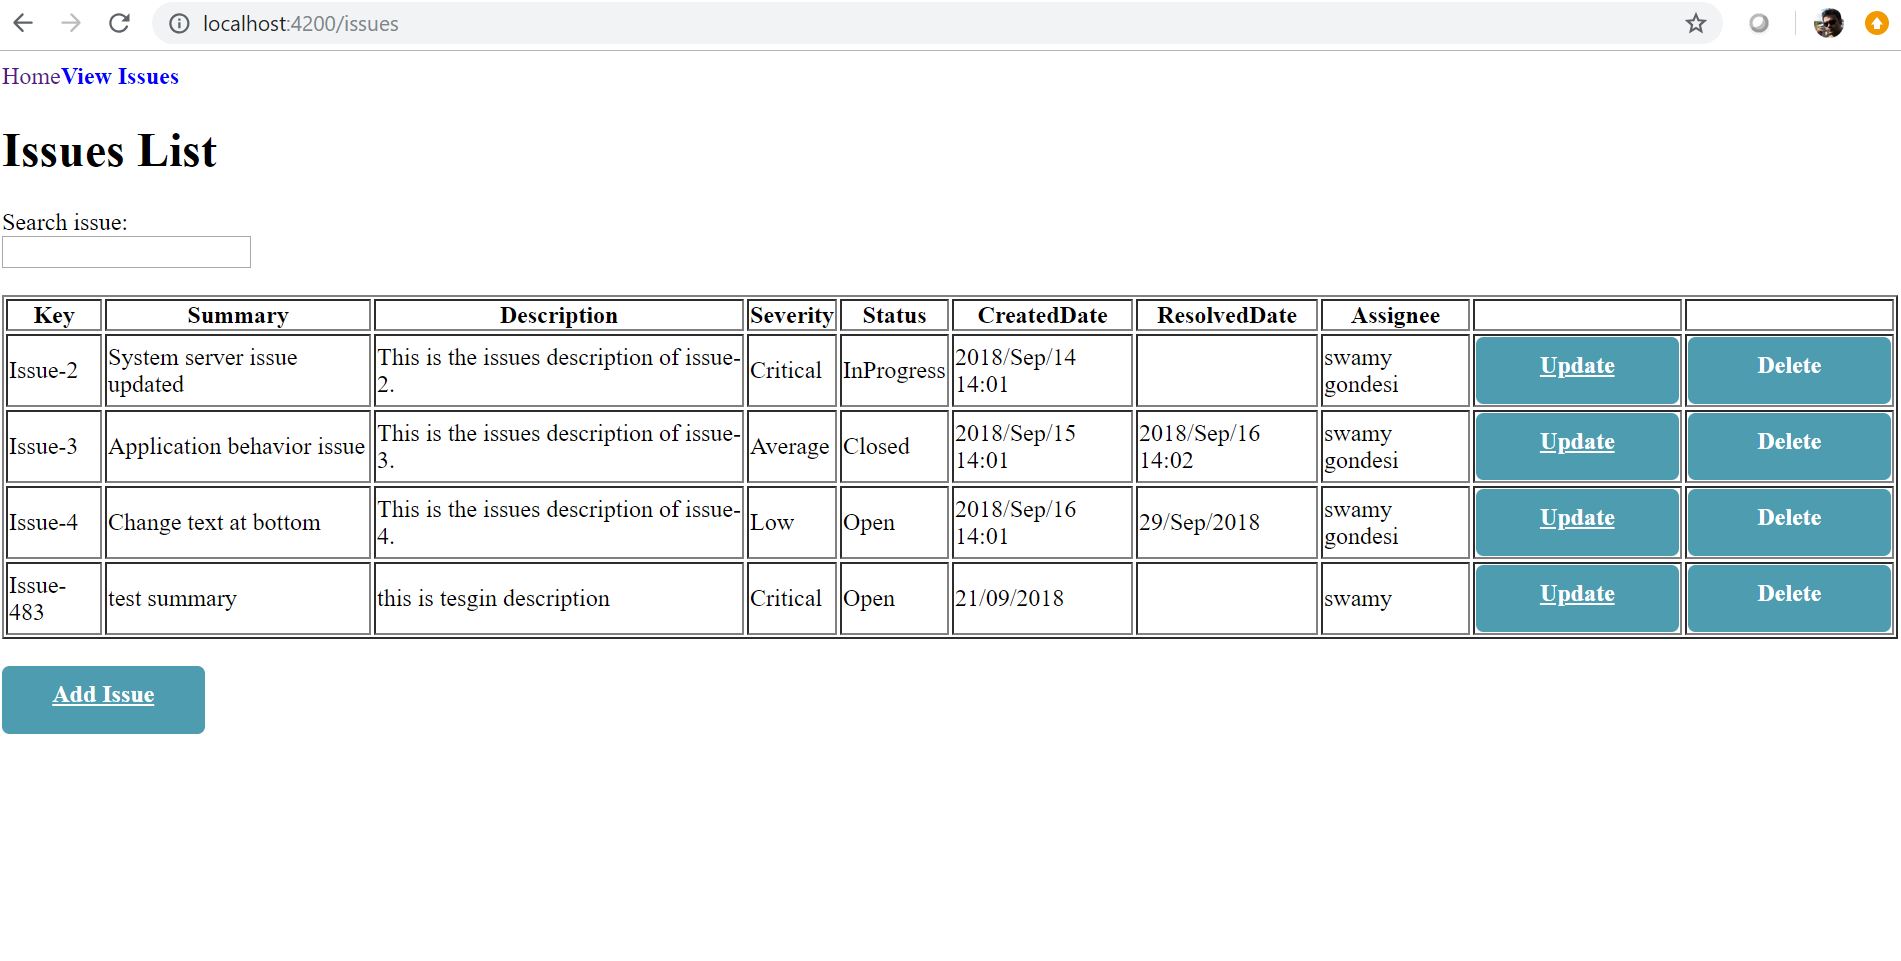 localhost:4200/issues
HomeView Issues
Issues List
Search issue:
Key Summary Description Severity Status CreatedDate ResolvedDate Assignee
Issue-2 System server issue updated This is the issues description of issue-2. Critical InProgress 2018/Sep/14 14:01 swamy gondesi Update Delete
Issue-3 Application behavior issue This is the issues description of issue-3. Average Closed 2018/Sep/15 14:01 2018/Sep/16 14:02 swamy gondesi Update Delete
Issue-4 Change text at bottom This is the issues description of issue-4. Low Open 2018/Sep/16 14:01 29/Sep/2018 swamy gondesi Update Delete
Issue-483 test summary this is tesgin description Critical Open 21/09/2018 swamy Update Delete
Add Issue